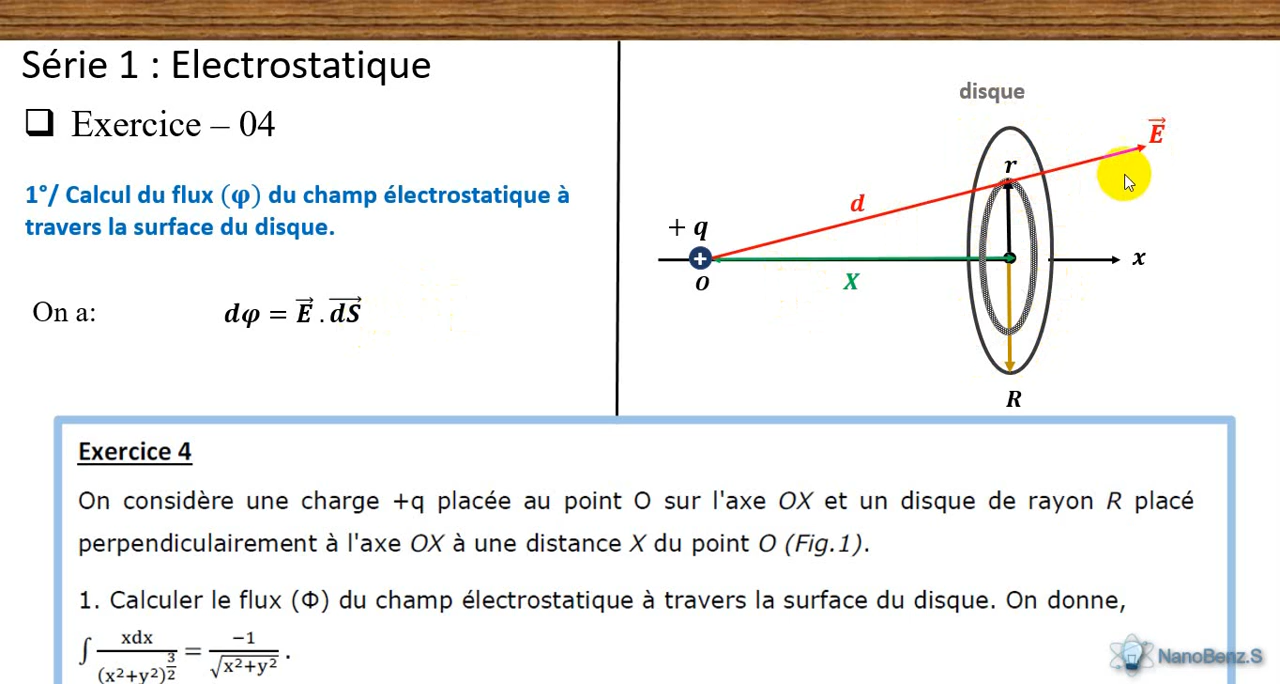 Série 1 : Electrostatique
❑ Exercice – 04
1°/ Calcul du flux (φ) du champ électrostatique à
travers la surface du disque.
On a: dφ = E⃗ . dS⃗
disque
E⃗
r
d
+ q
x
O
X
R
Exercice 4
On considère une charge +q placée au point O sur l'axe OX et un disque de rayon R placé
perpendiculairement à l'axe OX à une distance X du point O (Fig.1).
1. Calculer le flux (Φ) du champ électrostatique à travers la surface du disque. On donne,
∫ xdx/(x²+y²)^(3/2) = −1/√(x²+y²) .
NanoBenz.S